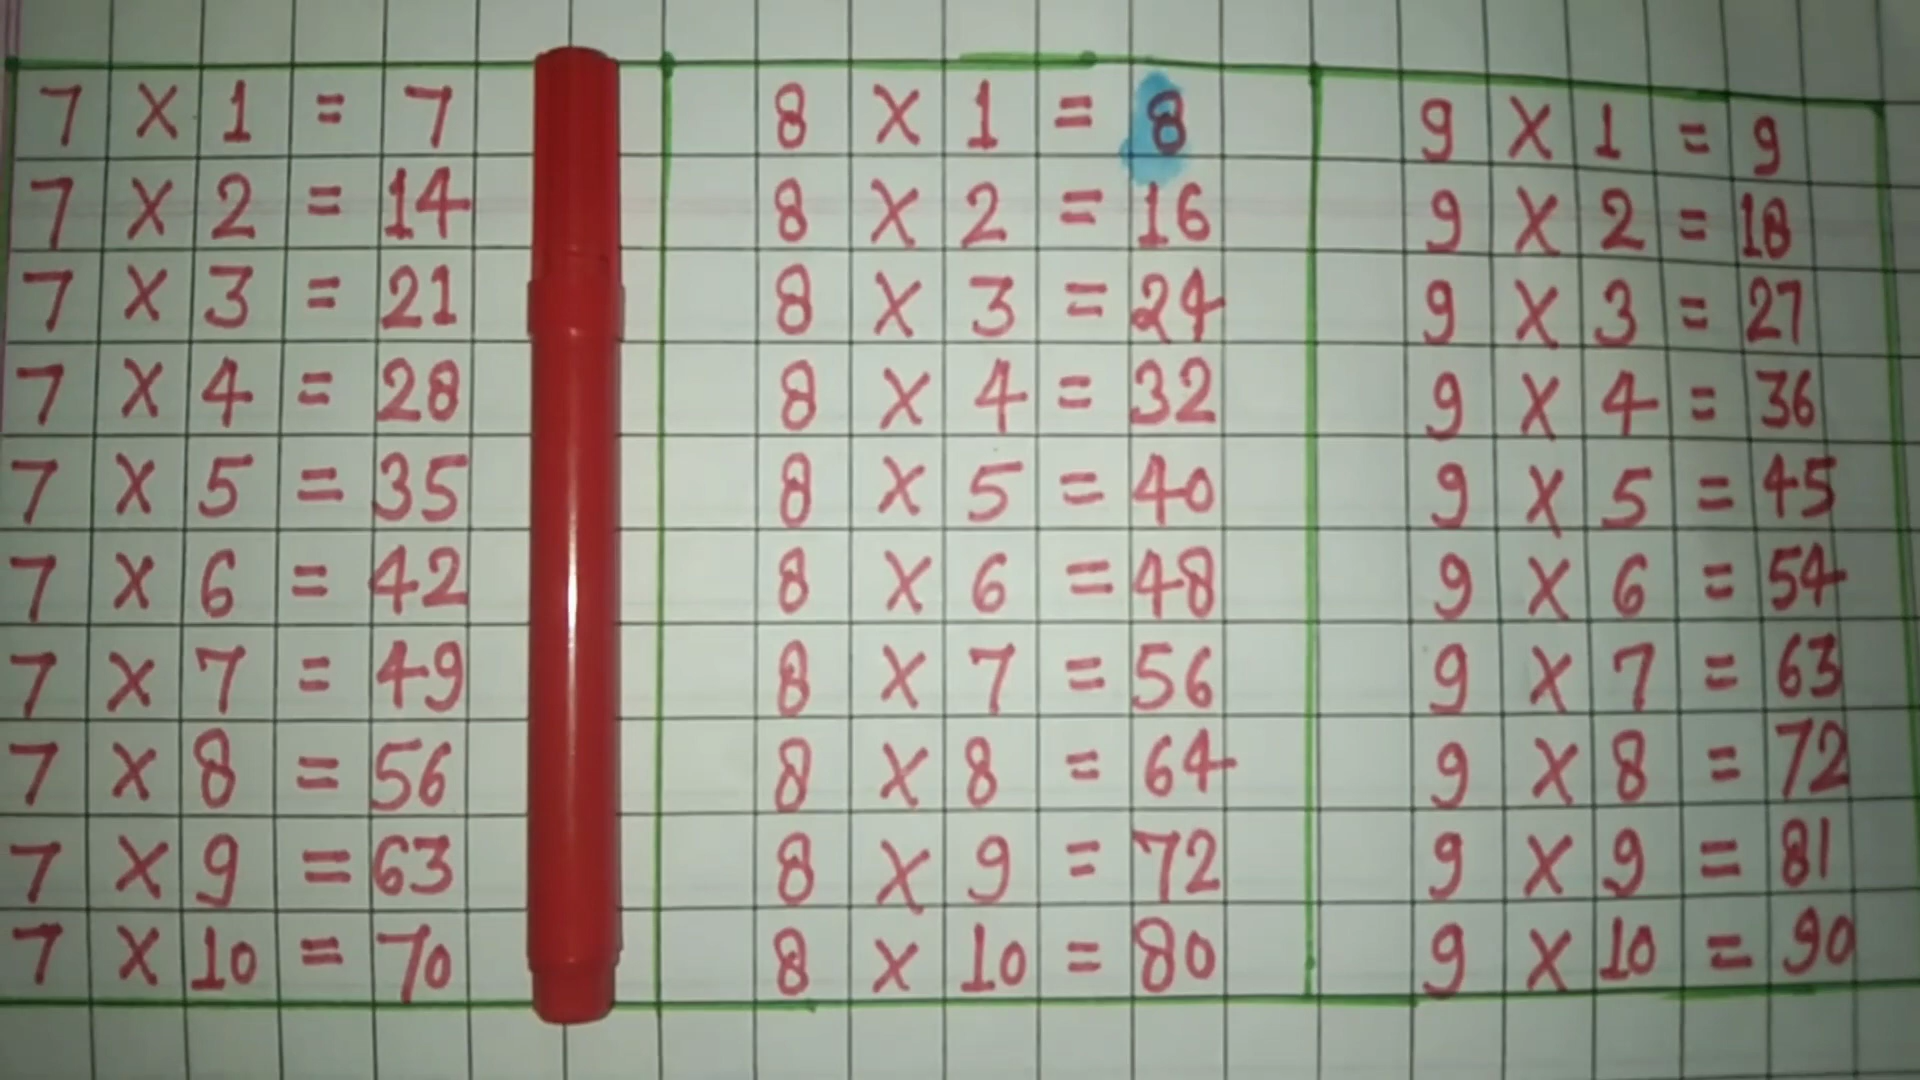 7 X 1 = 7
7 X 2 = 14
7 X 3 = 21
7 X 4 = 28
7 X 5 = 35
7 X 6 = 42
7 X 7 = 49
7 X 8 = 56
7 X 9 = 63
7 X 10 = 70
8 X 1 = 8
8 X 2 = 16
8 X 3 = 24
8 X 4 = 32
8 X 5 = 40
8 X 6 = 48
8 X 7 = 56
8 X 8 = 64
8 X 9 = 72
8 X 10 = 80
9 X 1 = 9
9 X 2 = 18
9 X 3 = 27
9 X 4 = 36
9 X 5 = 45
9 X 6 = 54
9 X 7 = 63
9 X 8 = 72
9 X 9 = 81
9 X 10 = 90